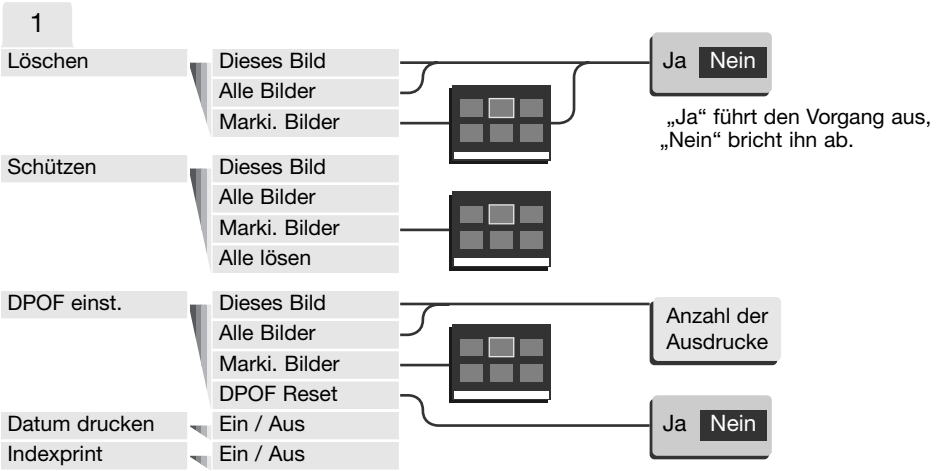 1
Löschen
Dieses Bild
Alle Bilder
Marki. Bilder
Ja Nein
„Ja“ führt den Vorgang aus,
„Nein“ bricht ihn ab.
Schützen
Dieses Bild
Alle Bilder
Marki. Bilder
Alle lösen
DPOF einst.
Dieses Bild
Alle Bilder
Marki. Bilder
DPOF Reset
Anzahl der
Ausdrucke
Ja Nein
Datum drucken
Ein / Aus
Indexprint
Ein / Aus